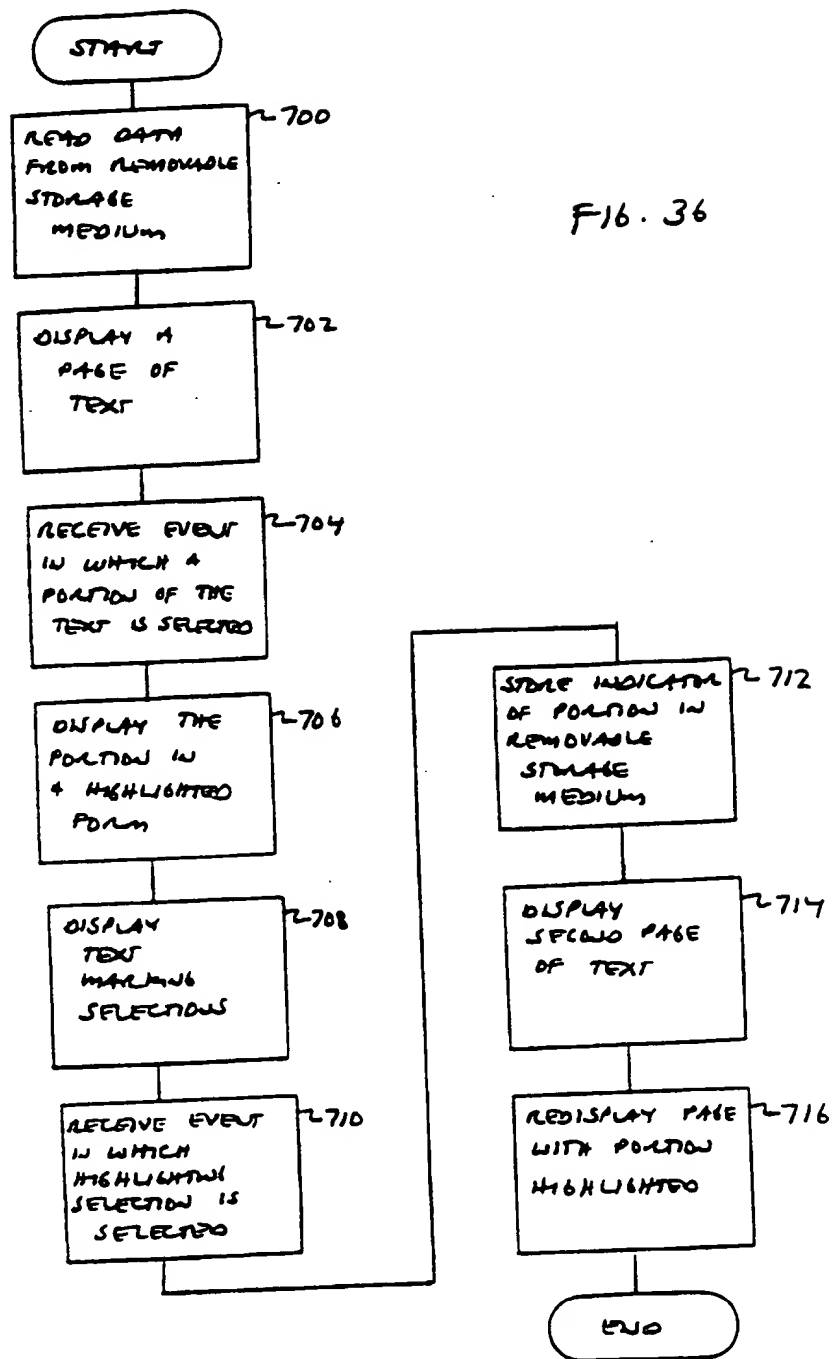 START
READ DATA
FROM REMOVABLE
STORAGE
MEDIUM
700
FIG. 36
DISPLAY A
PAGE OF
TEXT
702
RECEIVE EVENT
IN WHICH A
PORTION OF THE
TEXT IS SELECTED
704
DISPLAY THE
PORTION IN
A HIGHLIGHTED
FORM
706
DISPLAY
TEXT
MARKING
SELECTIONS
708
RECEIVE EVENT
IN WHICH
HIGHLIGHTING
SELECTION IS
SELECTED
710
STORE INDICATOR
OF PORTION IN
REMOVABLE
STORAGE
MEDIUM
712
DISPLAY
SECOND PAGE
OF TEXT
714
REDISPLAY PAGE
WITH PORTION
HIGHLIGHTED
716
END